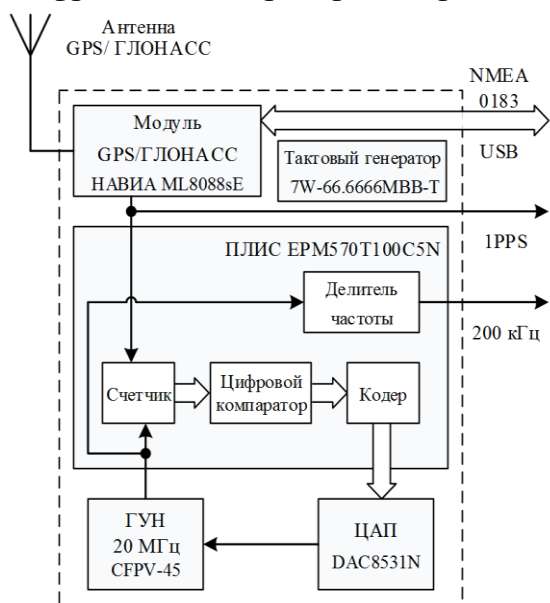 Антенна
GPS/ ГЛОНАСС
NMEA
0183
USB
Модуль
GPS/ГЛОНАСС
НАВИА ML8088sE
Тактовый генератор
7W-66.6666MBB-T
1PPS
ПЛИС EPM570T100C5N
Делитель
частоты
200 кГц
Счетчик
Цифровой
компаратор
Кодер
ГУН
20 МГц
CFPV-45
ЦАП
DAC8531N